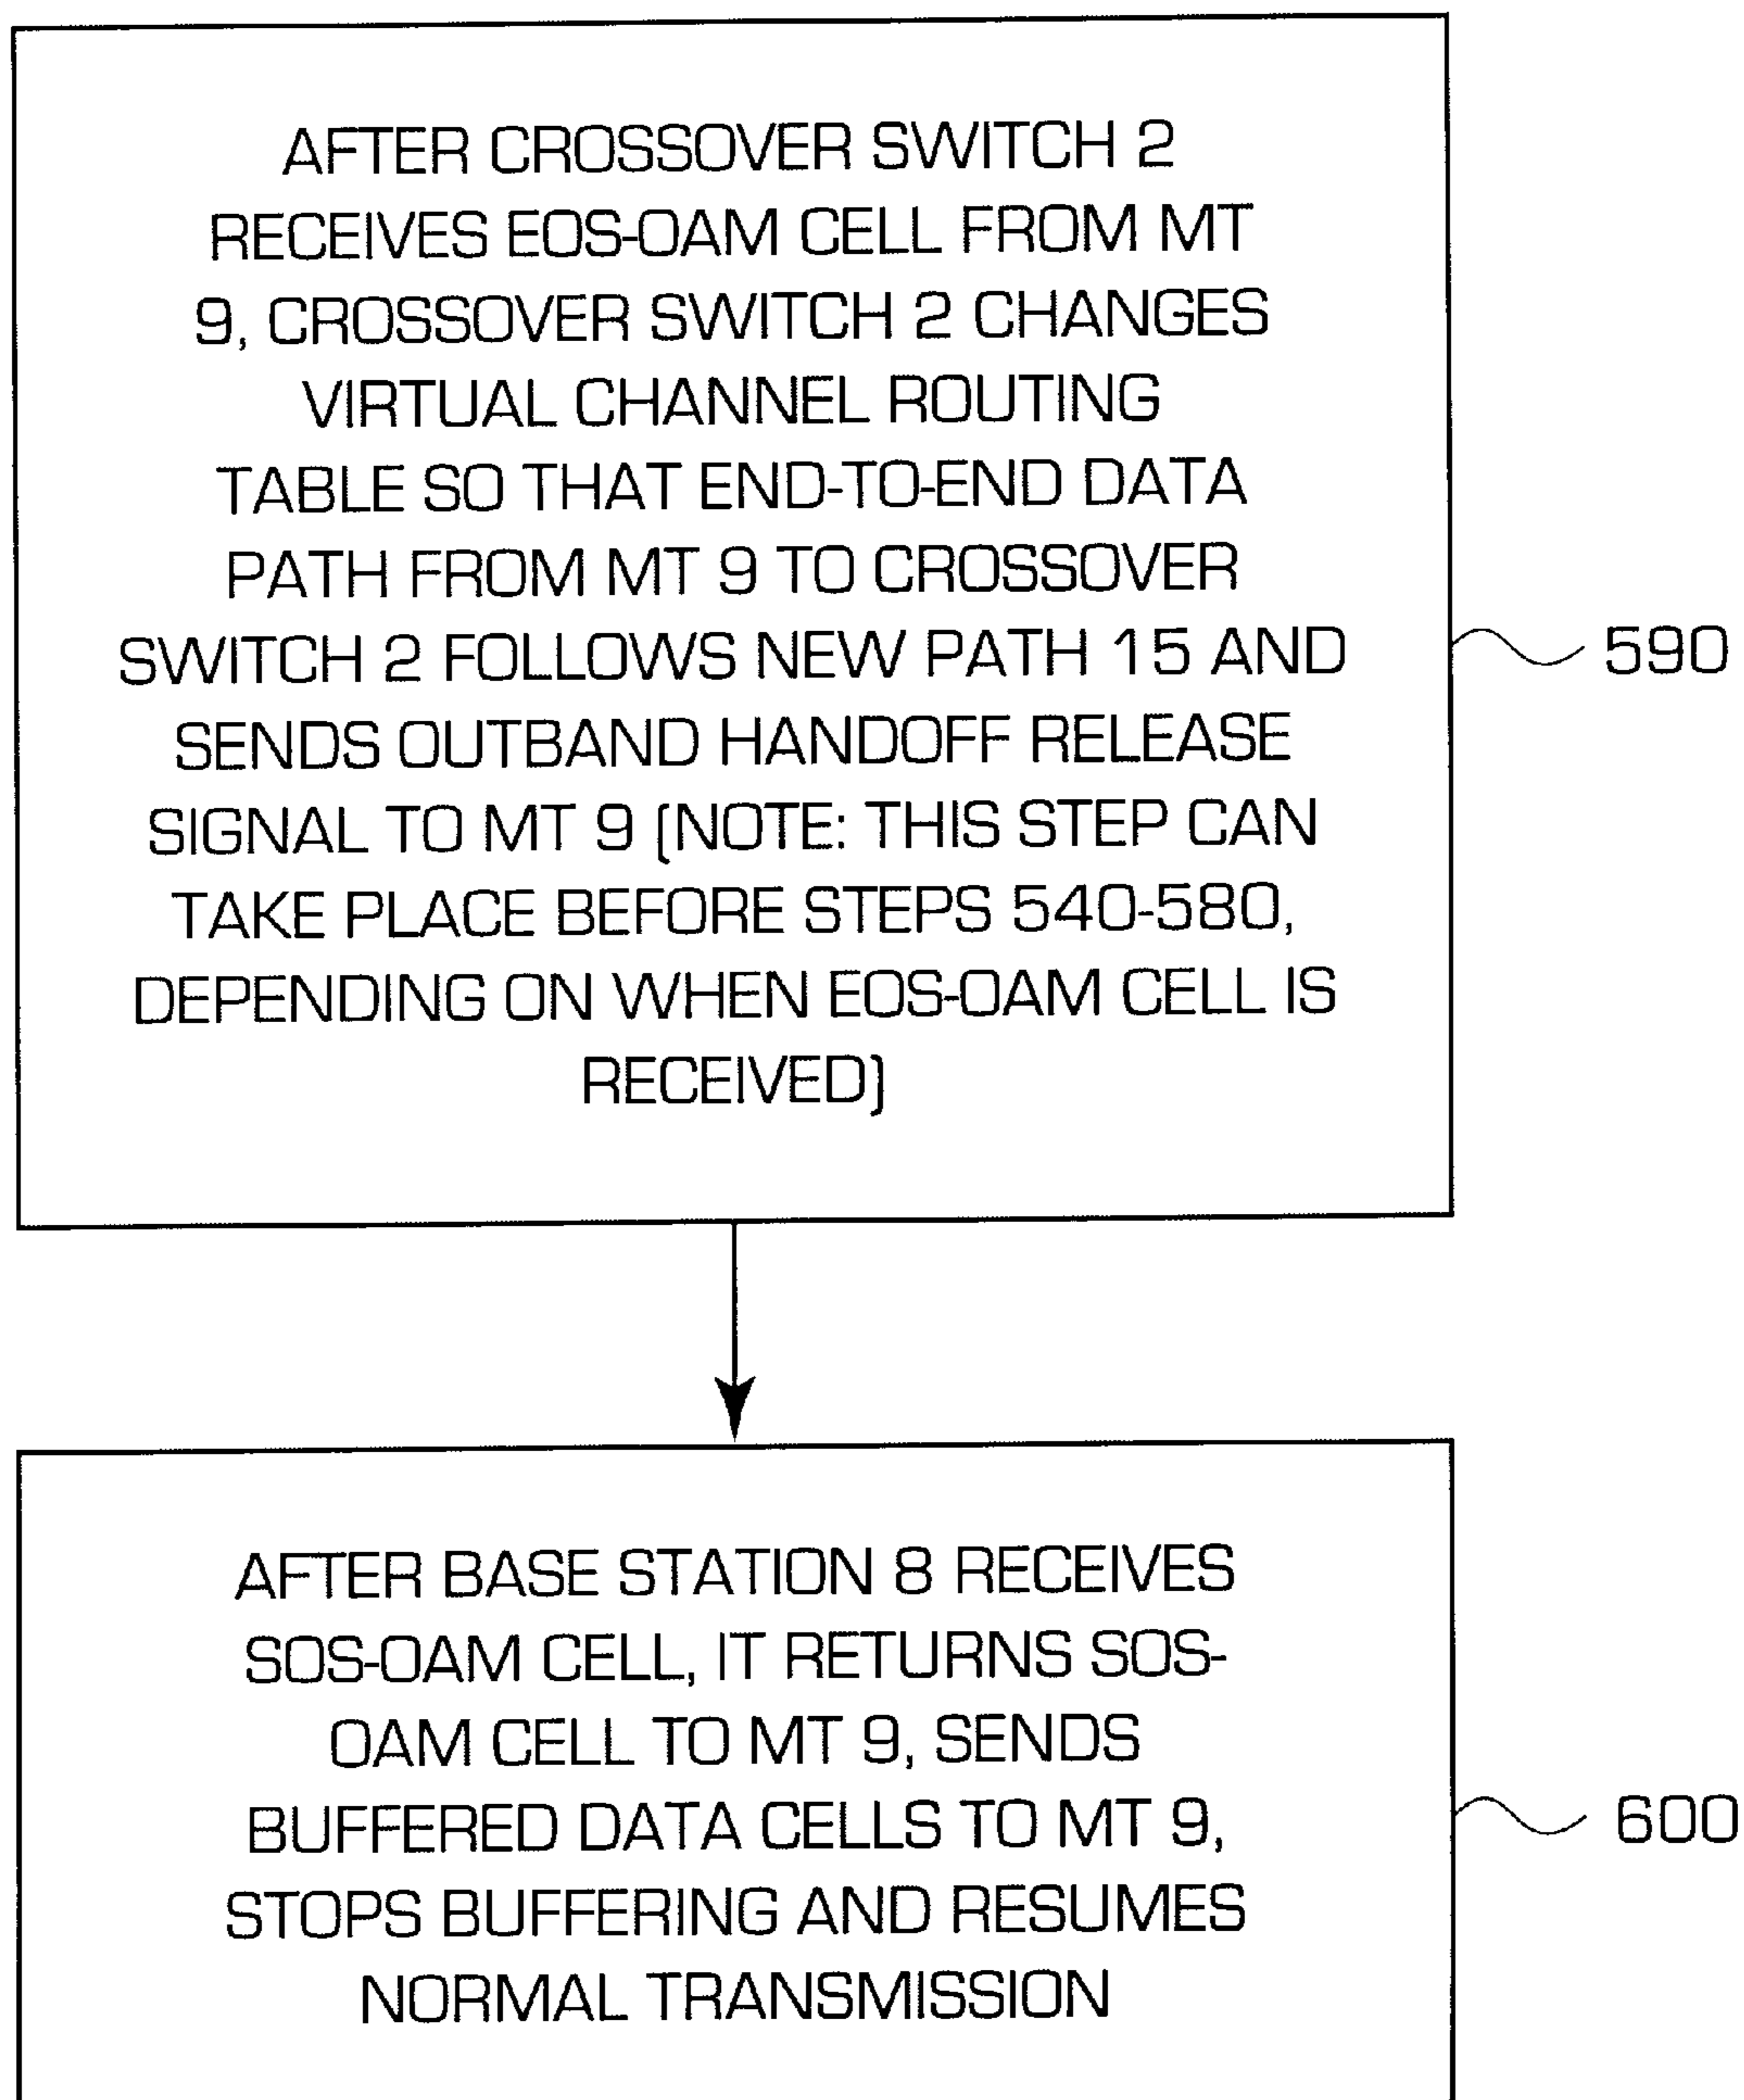 AFTER CROSSOVER SWITCH 2
RECEIVES EOS-OAM CELL FROM MT
9, CROSSOVER SWITCH 2 CHANGES
VIRTUAL CHANNEL ROUTING
TABLE SO THAT END-TO-END DATA
PATH FROM MT 9 TO CROSSOVER
SWITCH 2 FOLLOWS NEW PATH 15 AND
SENDS OUTBAND HANDOFF RELEASE
SIGNAL TO MT 9 (NOTE: THIS STEP CAN
TAKE PLACE BEFORE STEPS 540-580,
DEPENDING ON WHEN EOS-OAM CELL IS
RECEIVED)
590
AFTER BASE STATION 8 RECEIVES
SOS-OAM CELL, IT RETURNS SOS-
OAM CELL TO MT 9, SENDS
BUFFERED DATA CELLS TO MT 9,
STOPS BUFFERING AND RESUMES
NORMAL TRANSMISSION
600